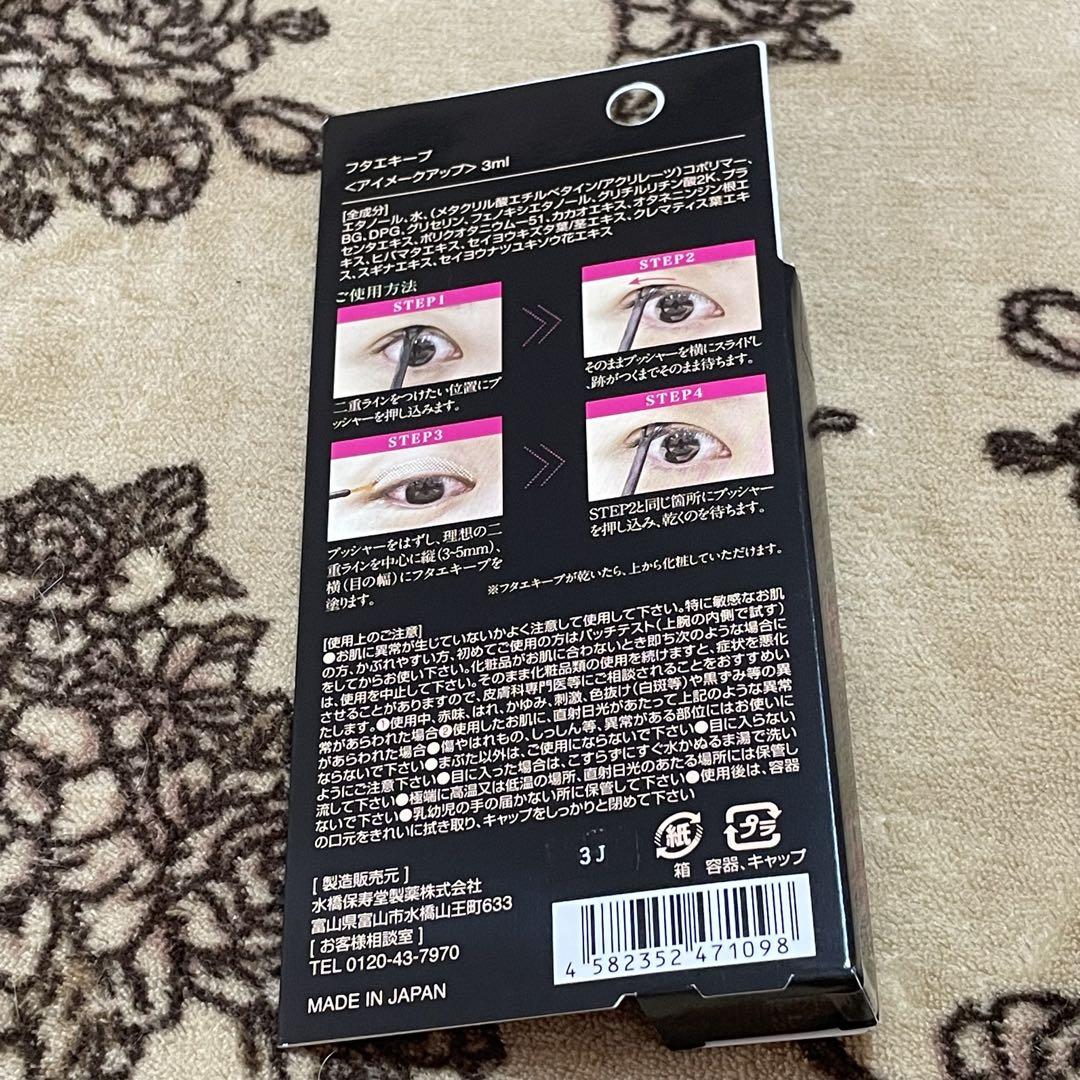 フタエキープ
<アイメークアップ> 3ml
[全成分]
エタノール、水、(メタクリル酸エチルベタイン/アクリレーツ)コポリマー、
BG、DPG、グリセリン、フェノキシエタノール、グリチルリチン酸2K、プラ
センタエキス、ポリクオタニウム-51、カカオエキス、オタネニンジン根エ
キス、ヒバマタエキス、セイヨウキズタ葉/茎エキス、クレマティス葉エキ
ス、スギナエキス、セイヨウナツユキソウ花エキス
ご使用方法
STEP1
二重ラインをつけたい位置にプ
ッシャーを押し込みます。
STEP2
そのままプッシャーを横にスライドし
、跡がつくまでそのまま待ちます。
STEP3
プッシャーをはずし、理想の二
重ラインを中心に縦(3~5mm)、
横(目の幅)にフタエキープを
塗ります。
STEP4
STEP2と同じ箇所にプッシャー
を押し込み、乾くのを待ちます。
※フタエキープが乾いたら、上から化粧していただけます。
[使用上のご注意]
●お肌に異常が生じていないかよく注意して使用して下さい。特に敏感なお肌
の方、かぶれやすい方、初めてご使用の方はパッチテスト(上腕の内側で試す)
をしてからお使い下さい。化粧品がお肌に合わないとき即ち次のような場合に
は、使用を中止して下さい。そのまま化粧品類の使用を続けますと、症状を悪化
させることがありますので、皮膚科専門医等にご相談されることをおすすめい
たします。❶使用中、赤味、はれ、かゆみ、刺激、色抜け(白斑等)や黒ずみ等の異
常があらわれた場合❷使用したお肌に、直射日光があたって上記のような異常
があらわれた場合●傷やはれもの、しっしん等、異常がある部位にはお使いに
ならないで下さい●まぶた以外は、ご使用にならないで下さい●目に入らない
ようにご注意下さい●目に入った場合は、こすらずにすぐ水かぬるま湯で洗い
流して下さい●極端に高温又は低温の場所、直射日光のあたる場所には保管し
ないで下さい●乳幼児の手の届かない所に保管して下さい●使用後は、容器
の口元をきれいに拭き取り、キャップをしっかりと閉めて下さい
3J
紙
箱
プラ
容器、キャップ
[製造販売元]
水橋保寿堂製薬株式会社
富山県富山市水橋山王町633
[お客様相談室]
TEL 0120-43-7970
MADE IN JAPAN
4 582352 471098